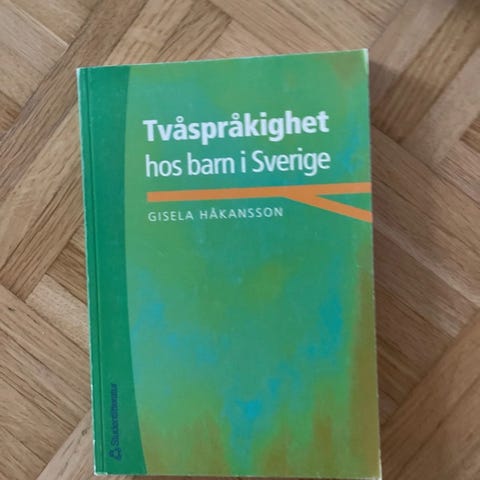 Tvåspråkighet
hos barn i Sverige
GISELA HÅKANSSON
Studentlitteratur